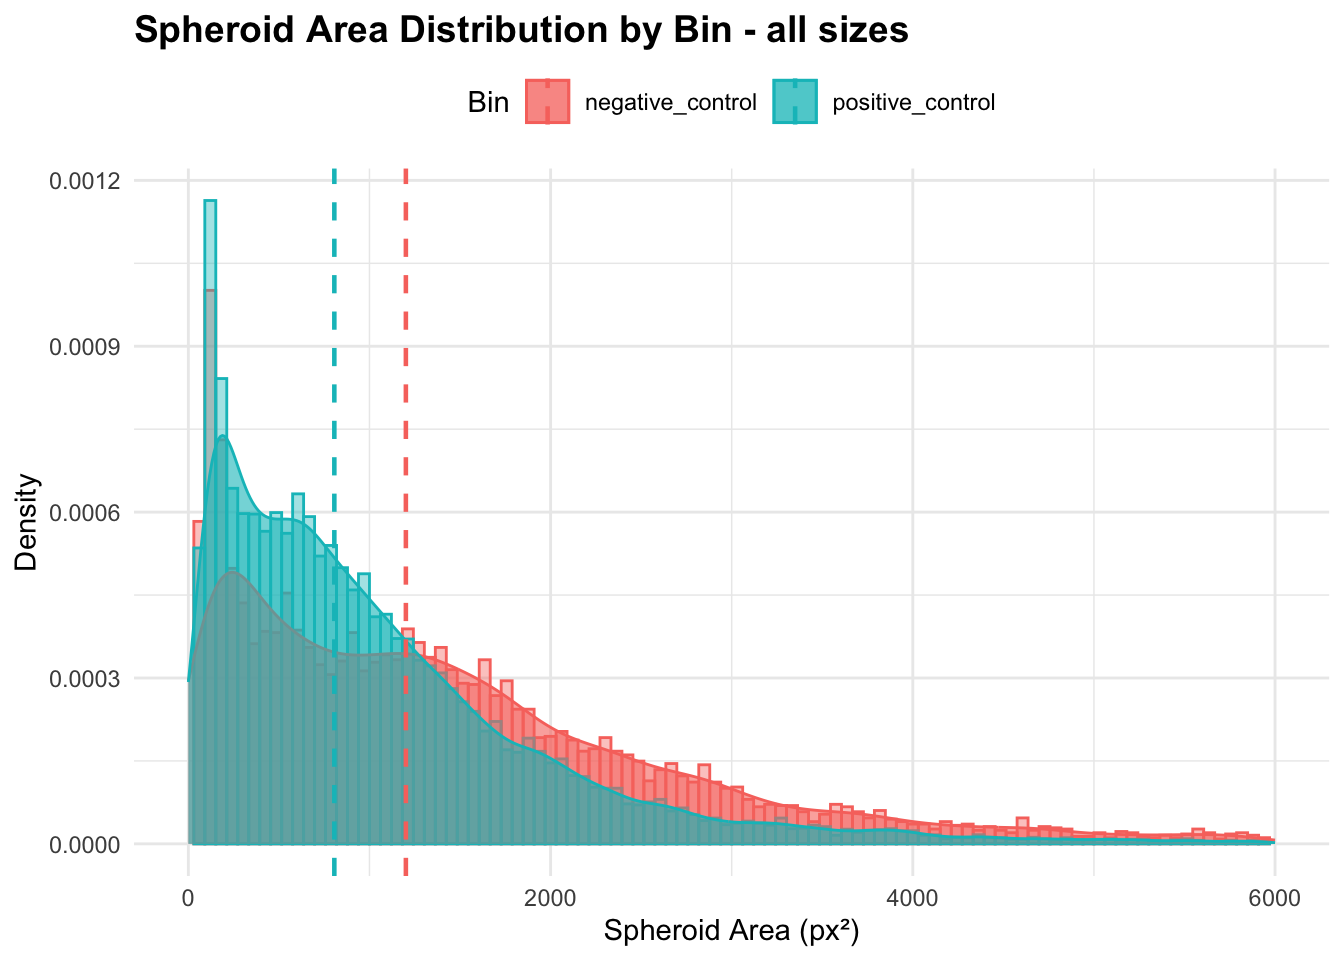 Spheroid Area Distribution by Bin - all sizes
Bin negative_control positive_control
0.0012
0.0009
0.0006
0.0003
0.0000
Density
0 2000 4000 6000
Spheroid Area (px²)